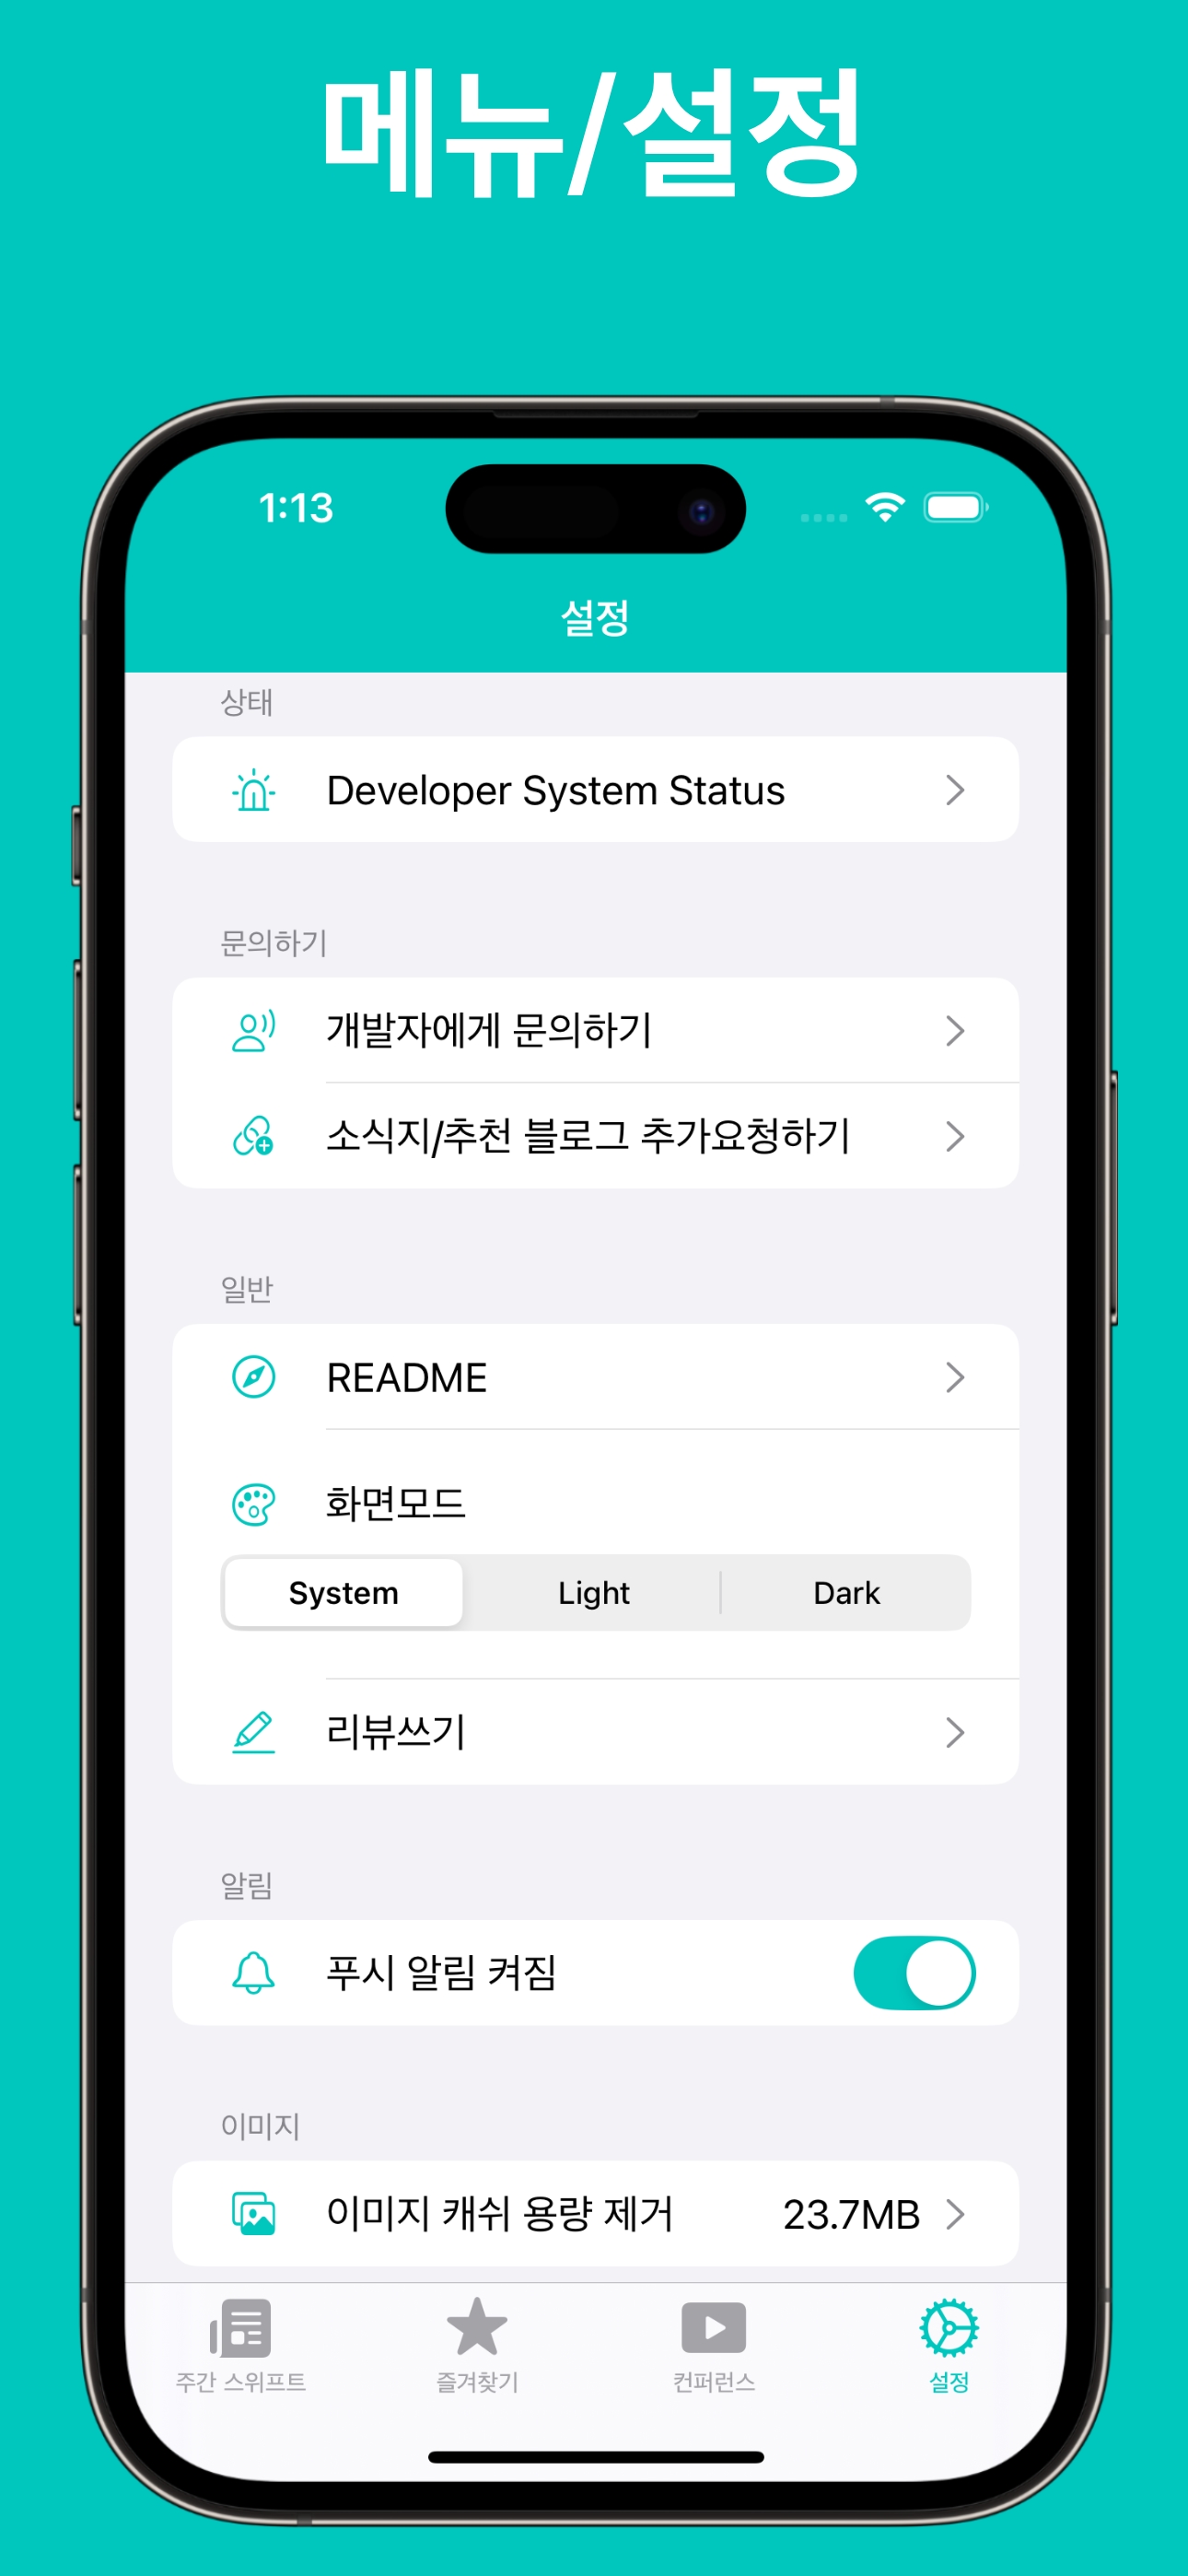 메뉴/설정
1:13
설정
상태
Developer System Status
문의하기
개발자에게 문의하기
소식지/추천 블로그 추가요청하기
일반
README
화면모드
System Light Dark
리뷰쓰기
알림
푸시 알림 켜짐
이미지
이미지 캐쉬 용량 제거 23.7MB
주간 스위프트 즐겨찾기 컨퍼런스 설정